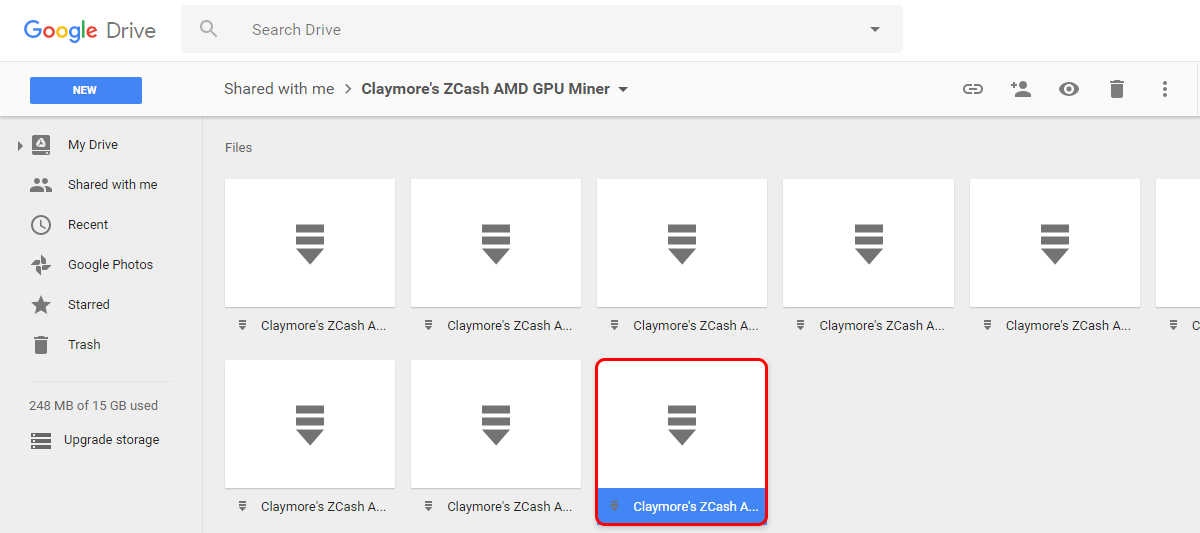 Google Drive
Search Drive
NEW
Shared with me > Claymore's ZCash AMD GPU Miner
My Drive
Shared with me
Recent
Google Photos
Starred
Trash
248 MB of 15 GB used
Upgrade storage
Files
Claymore's ZCash A...
Claymore's ZCash A...
Claymore's ZCash A...
Claymore's ZCash A...
Claymore's ZCash A...
C
Claymore's ZCash A...
Claymore's ZCash A...
Claymore's ZCash A...